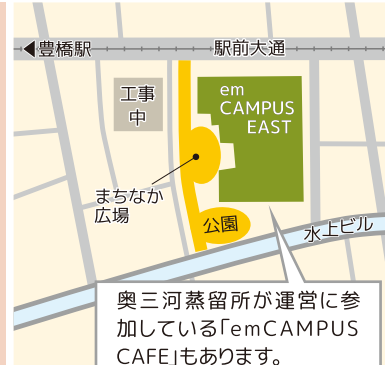 ◀豊橋駅
駅前大通
工事
中
em
CAMPUS
EAST
まちなか
広場
公園
水上ビル
奥三河蒸留所が運営に参
加している「emCAMPUS
CAFE」もあります。